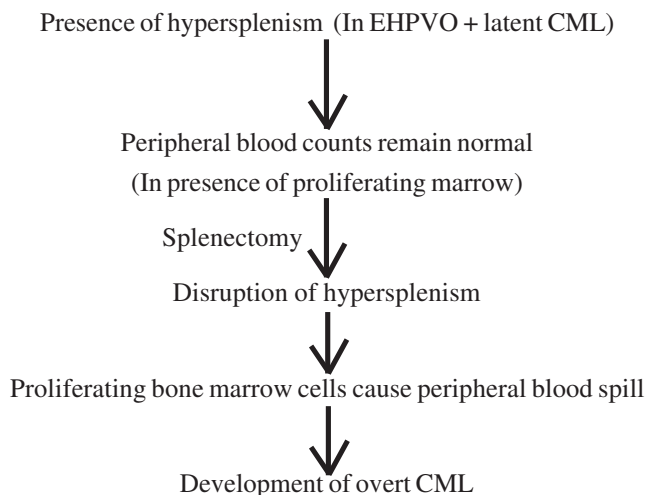 Presence of hypersplenism (In EHPVO + latent CML)
Peripheral blood counts remain normal
(In presence of proliferating marrow)
Splenectomy
Disruption of hypersplenism
Proliferating bone marrow cells cause peripheral blood spill
Development of overt CML